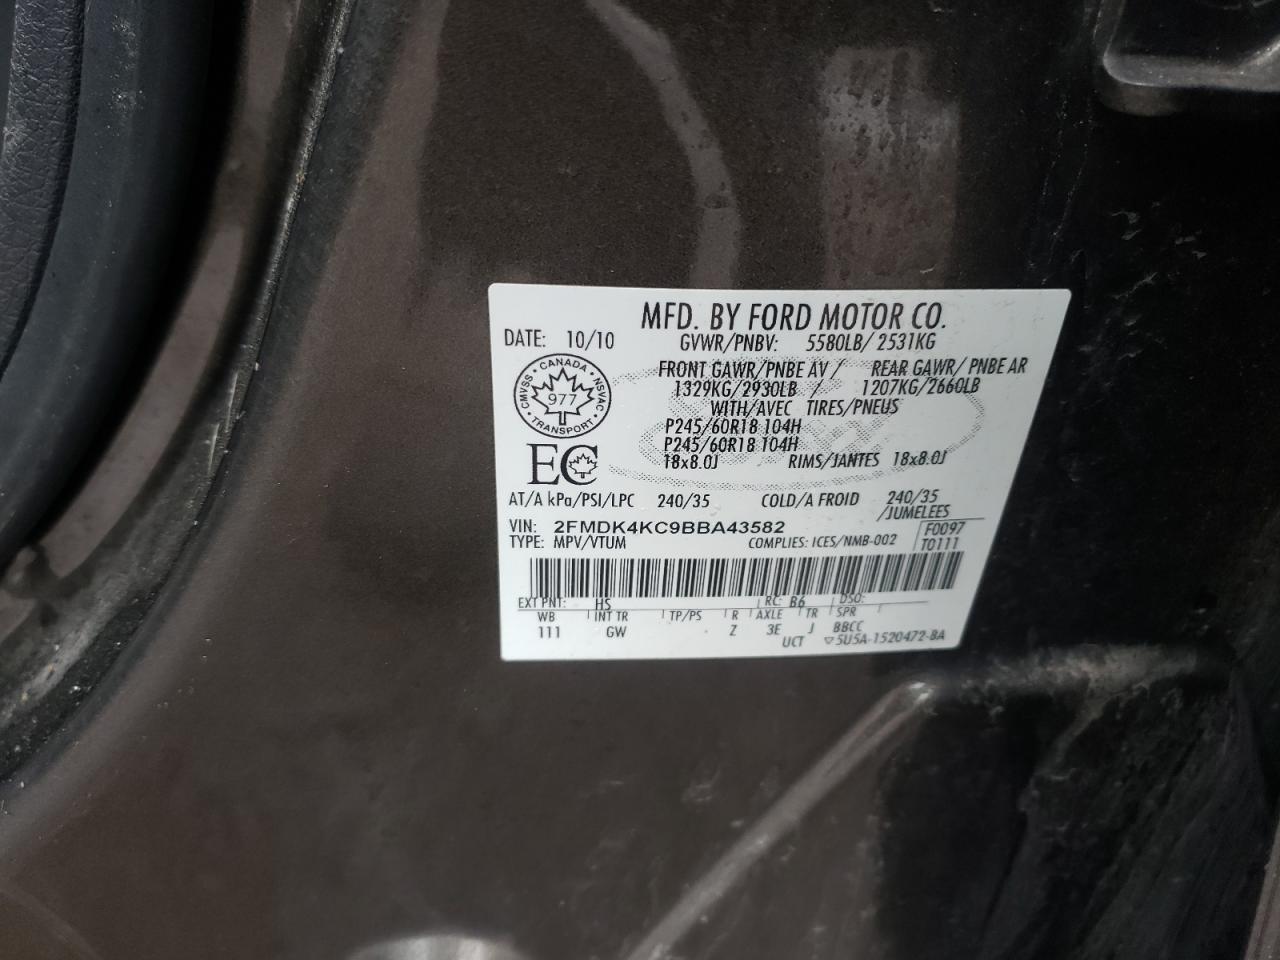 MFD. BY FORD MOTOR CO.
DATE: 10/10 GVWR/PNBV: 5580LB/ 2531KG
FRONT GAWR/PNBE AV / REAR GAWR/ PNBE AR
1329KG/2930LB / 1207KG/2660LB
WITH/AVEC TIRES/PNEUS
P245/60R18 104H
P245/60R18 104H
18x8.0J RIMS/JANTES 18x8.0J
CANADA
CMVSS NSVAC
977
TRANSPORT
EC
AT/A kPa/PSI/LPC 240/35 COLD/A FROID 240/35
/JUMELEES
VIN: 2FMDK4KC9BBA43582 F0097
TYPE: MPV/VTUM COMPLIES: ICES/NMB-002 T0111
EXT PNT: HS RC: B6 DSO:
WB INT TR TP/PS R AXLE TR SPR
111 GW Z 3E J BBCC
UCT ▽5U5A-1520472-BA